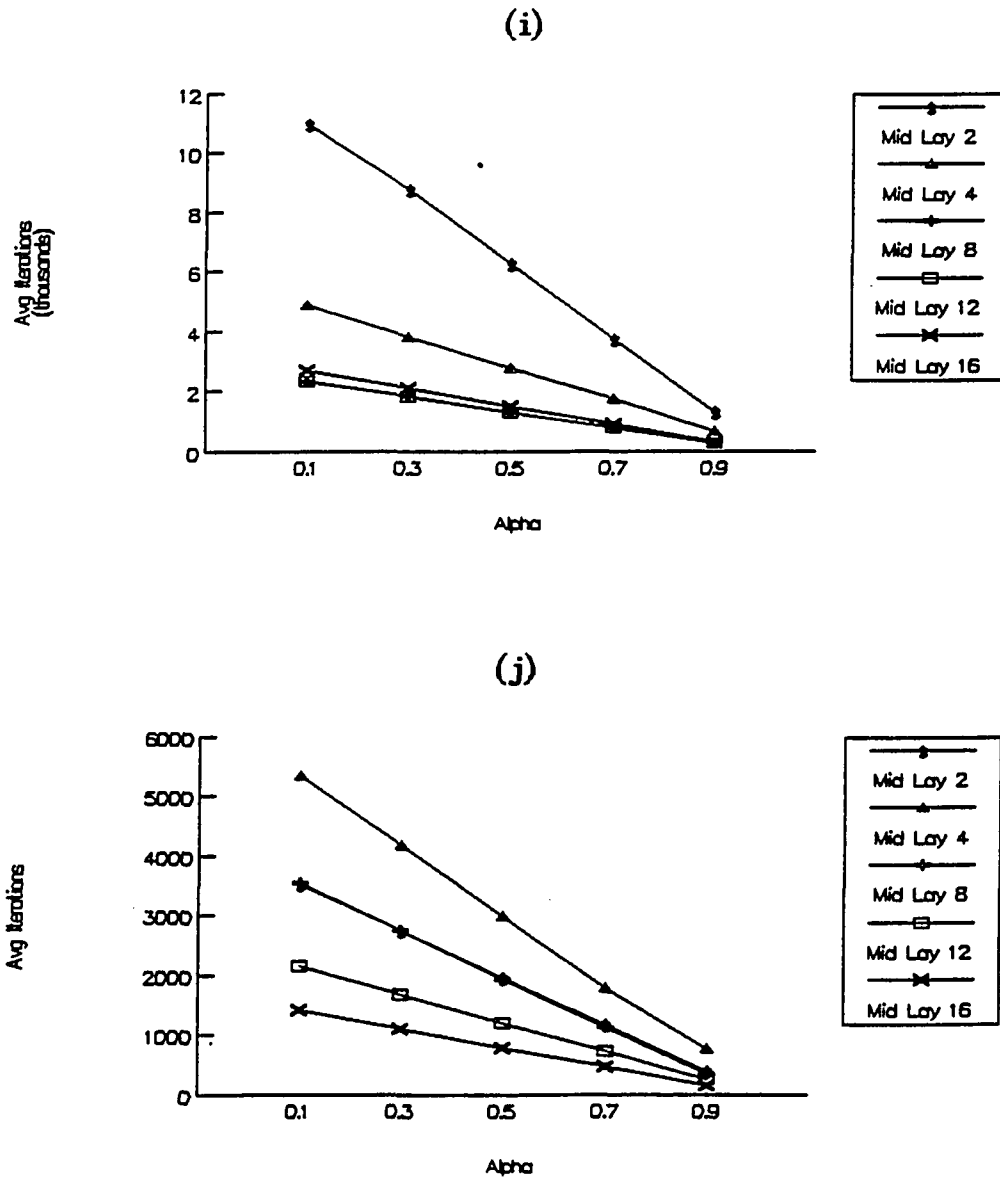 (i)
12
10
8
6
4
2
0
Avg Iterations
(thousands)
0.1 0.3 0.5 0.7 0.9
Alpha
Mid Lay 2
Mid Lay 4
Mid Lay 8
Mid Lay 12
Mid Lay 16
(j)
6000
5000
4000
3000
2000
1000
0
Avg Iterations
0.1 0.3 0.5 0.7 0.9
Alpha
Mid Lay 2
Mid Lay 4
Mid Lay 8
Mid Lay 12
Mid Lay 16